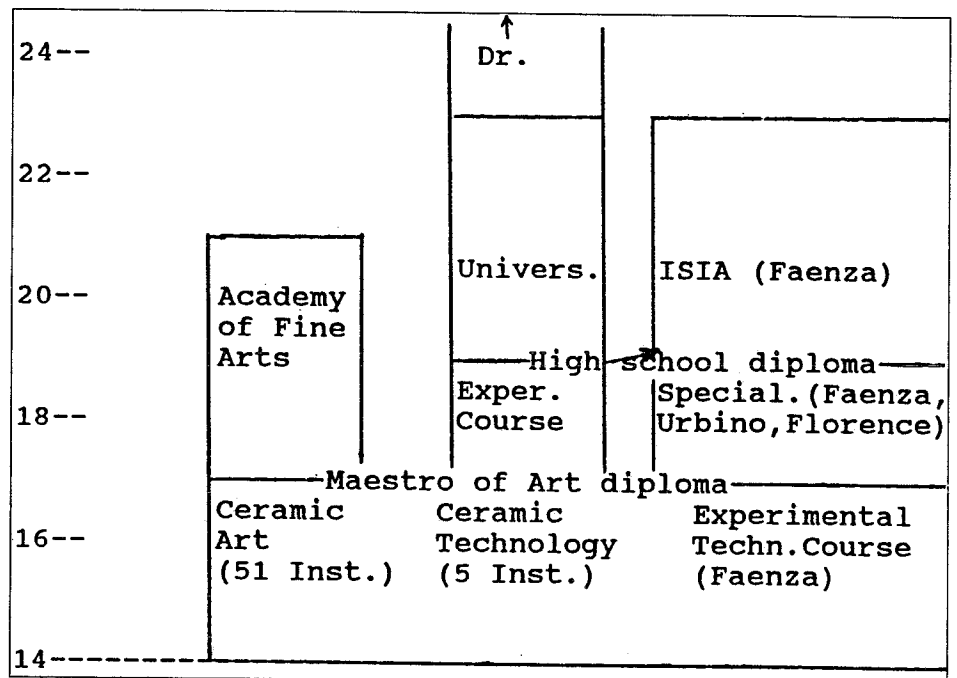 24--
Dr.
22--
Univers.
ISIA (Faenza)
20--
Academy
of Fine
Arts
High school diploma
Exper.
Course
Special.(Faenza,
Urbino,Florence)
18--
Maestro of Art diploma
Ceramic
Art
(51 Inst.)
Ceramic
Technology
(5 Inst.)
Experimental
Techn.Course
(Faenza)
16--
14----------